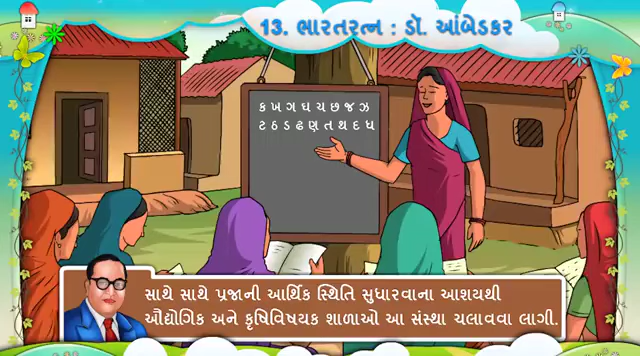 13. ભારતરત્ન : ડૉ. આંબેડકર
ક ખ ગ ઘ ચ છ જ ઝ
ટ ઠ ડ ઢ ણ ત થ દ ધ
સાથે સાથે પ્રજાની આર્થિક સ્થિતિ સુધારવાના આશયથી
ઔદ્યોગિક અને કૃષિવિષયક શાળાઓ આ સંસ્થા ચલાવવા લાગી.